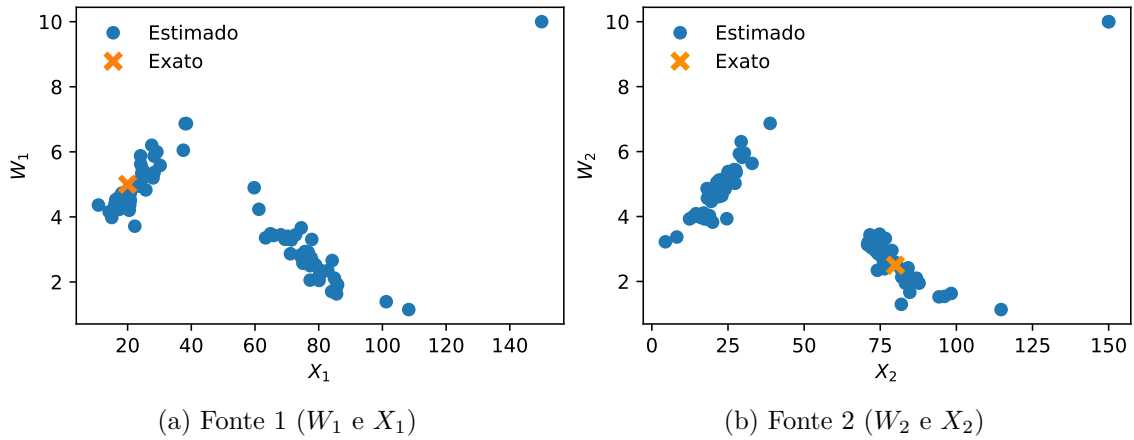 10
8
6
4
2
W₁
Estimado
Exato
20
40
60
80
100
120
140
X₁
10
8
6
4
2
W₂
Estimado
Exato
0
25
50
75
100
125
150
X₂
(a) Fonte 1 (W₁ e X₁)
(b) Fonte 2 (W₂ e X₂)